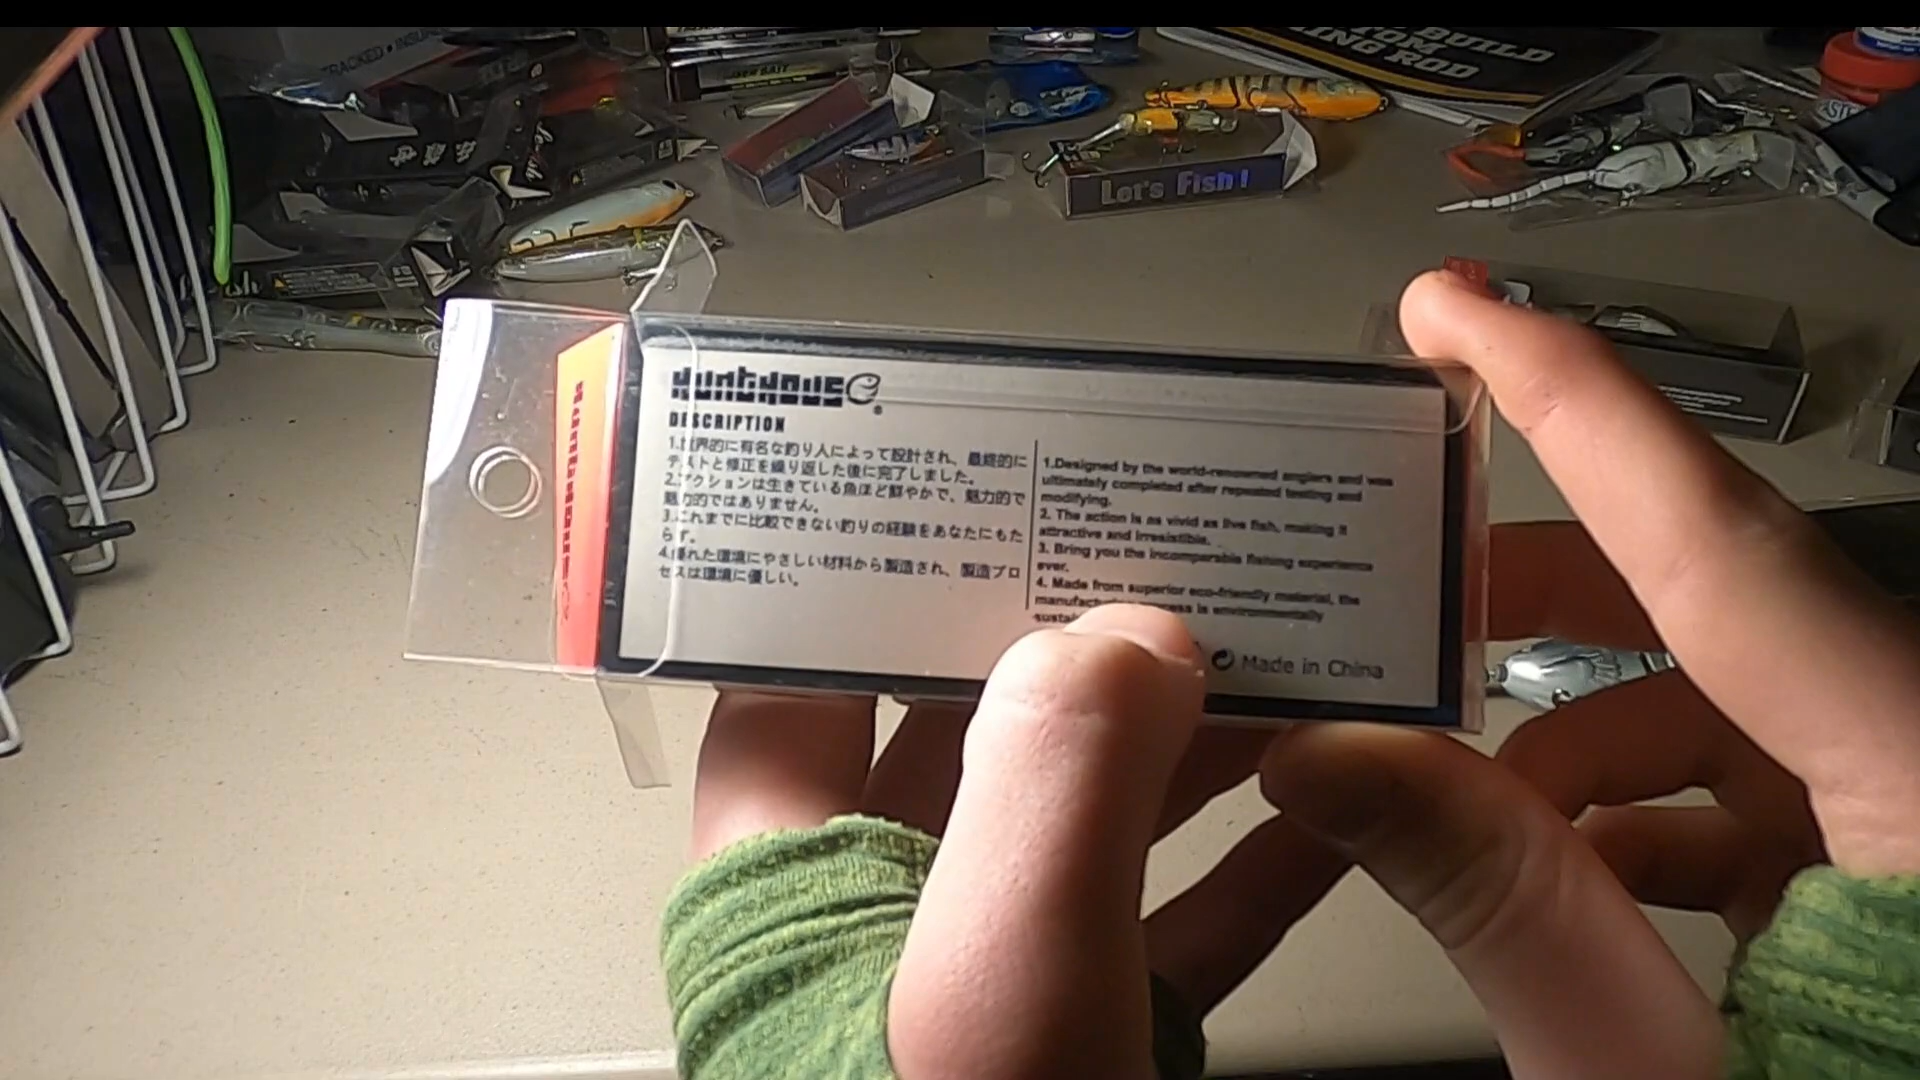 TRACKED • INSUR
BUILD
TOM
ING ROD
Let's Fish!
HUNTHOUSE
HUNTHOUSE
DESCRIPTION
1.世界的に有名な釣り人によって設計され、最終的に
テストと修正を繰り返した後に完了しました。
2.アクションは生きている魚ほど鮮やかで、魅力的で
魅力的ではありません。
3.これまでに比較できない釣りの経験をあなたにもた
らす。
4.優れた環境にやさしい材料から製造され、製造プロ
セスは環境に優しい。
1.Designed by the world-renowned anglers and was
ultimately completed after repeated testing and
modifying.
2. The action is as vivid as live fish, making it
attractive and irresistible.
3. Bring you the incomparable fishing experience
ever.
4. Made from superior eco-friendly material, the
is environmentally
Made in China